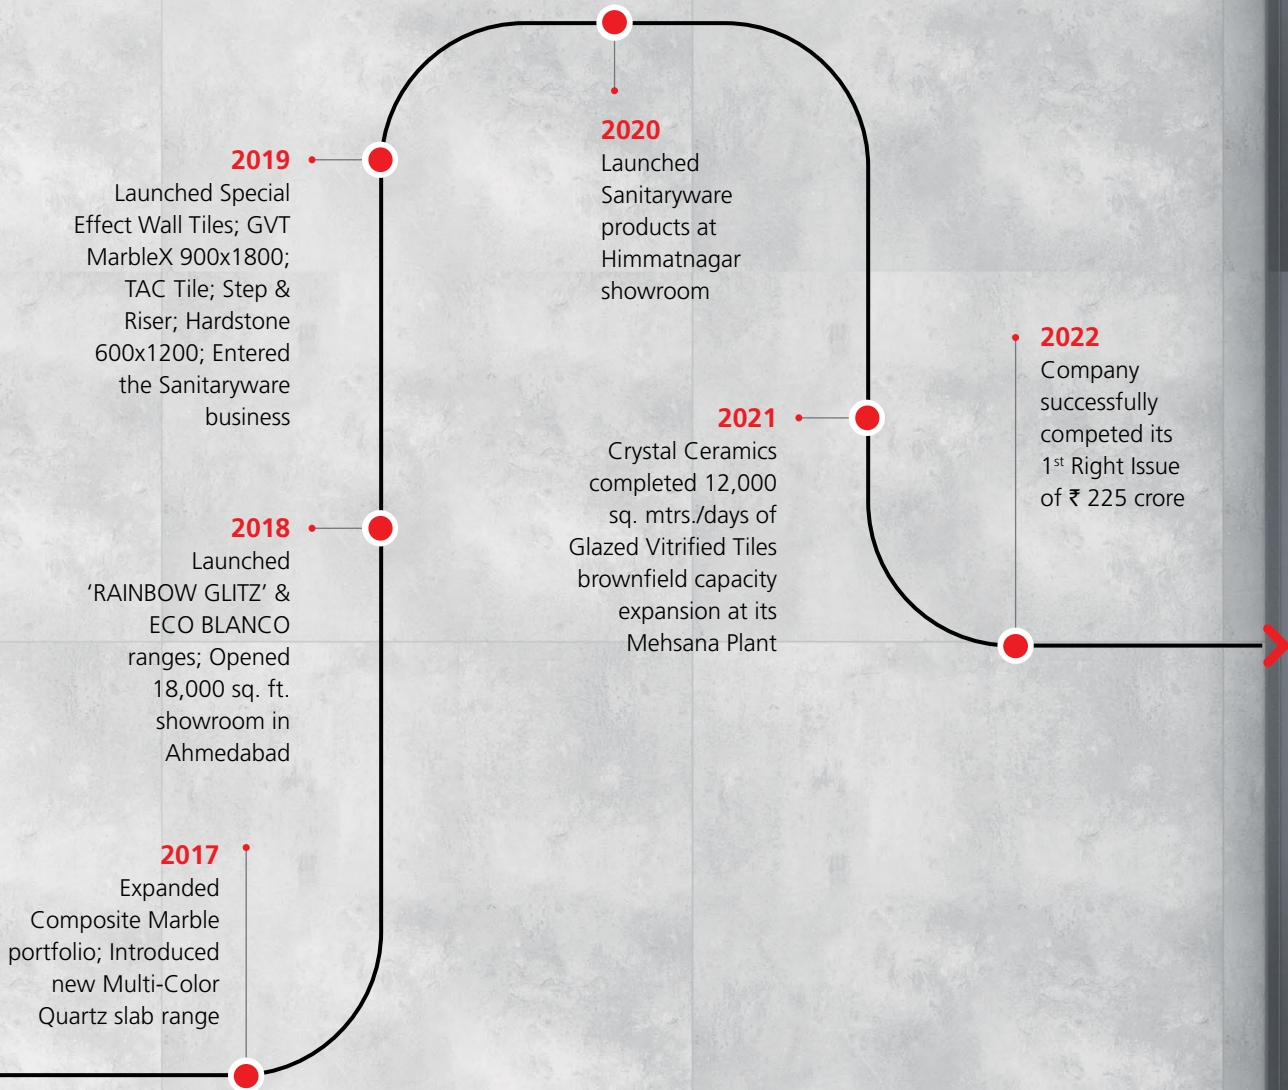 2020
Launched
Sanitaryware
products at
Himmatnagar
showroom
2019
Launched Special
Effect Wall Tiles; GVT
MarbleX 900x1800;
TAC Tile; Step &
Riser; Hardstone
600x1200; Entered
the Sanitaryware
business
2022
Company
successfully
competed its
1st Right Issue
of ₹ 225 crore
2021
Crystal Ceramics
completed 12,000
sq. mtrs./days of
Glazed Vitrified Tiles
brownfield capacity
expansion at its
Mehsana Plant
2018
Launched
‘RAINBOW GLITZ’ &
ECO BLANCO
ranges; Opened
18,000 sq. ft.
showroom in
Ahmedabad
2017
Expanded
Composite Marble
portfolio; Introduced
new Multi-Color
Quartz slab range